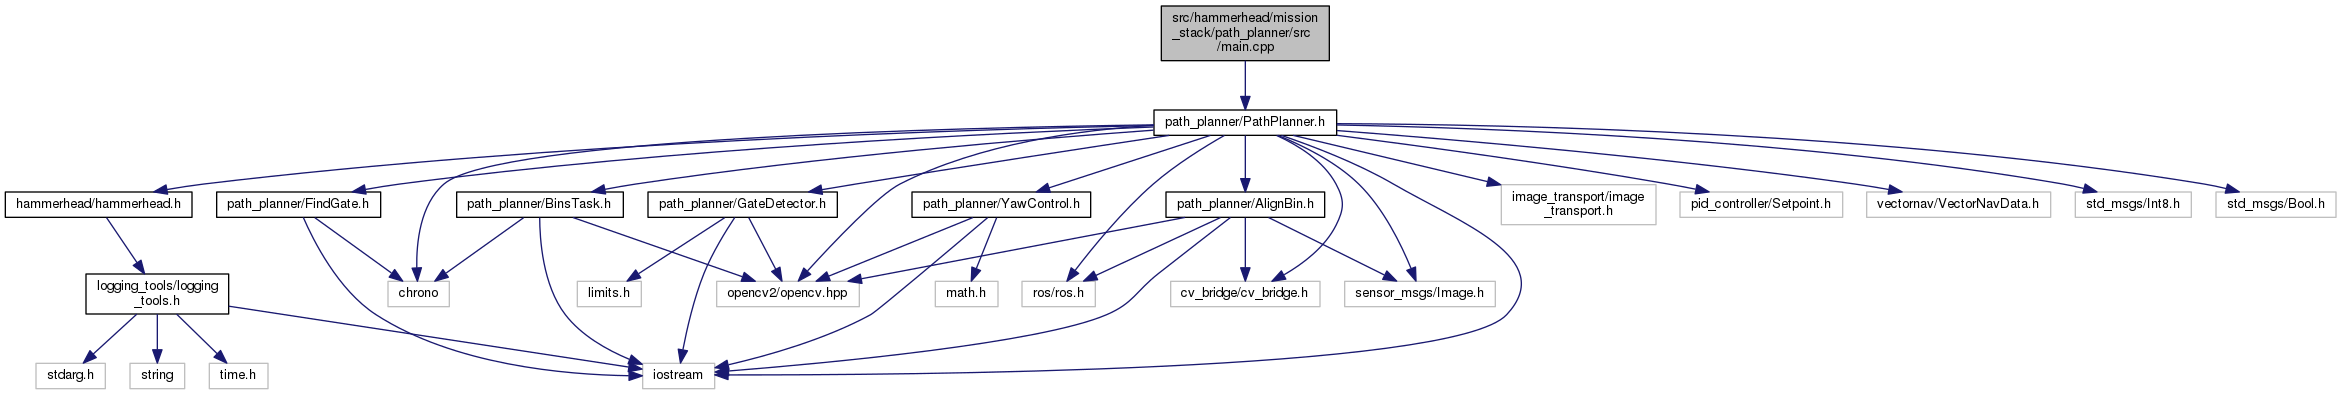 src/hammerhead/mission
_stack/path_planner/src
/main.cpp
path_planner/PathPlanner.h
hammerhead/hammerhead.h
path_planner/FindGate.h
path_planner/BinsTask.h
path_planner/GateDetector.h
path_planner/YawControl.h
path_planner/AlignBin.h
image_transport/image
_transport.h
pid_controller/Setpoint.h
vectornav/VectorNavData.h
std_msgs/Int8.h
std_msgs/Bool.h
logging_tools/logging
_tools.h
chrono
limits.h
opencv2/opencv.hpp
math.h
ros/ros.h
cv_bridge/cv_bridge.h
sensor_msgs/Image.h
stdarg.h
string
time.h
iostream